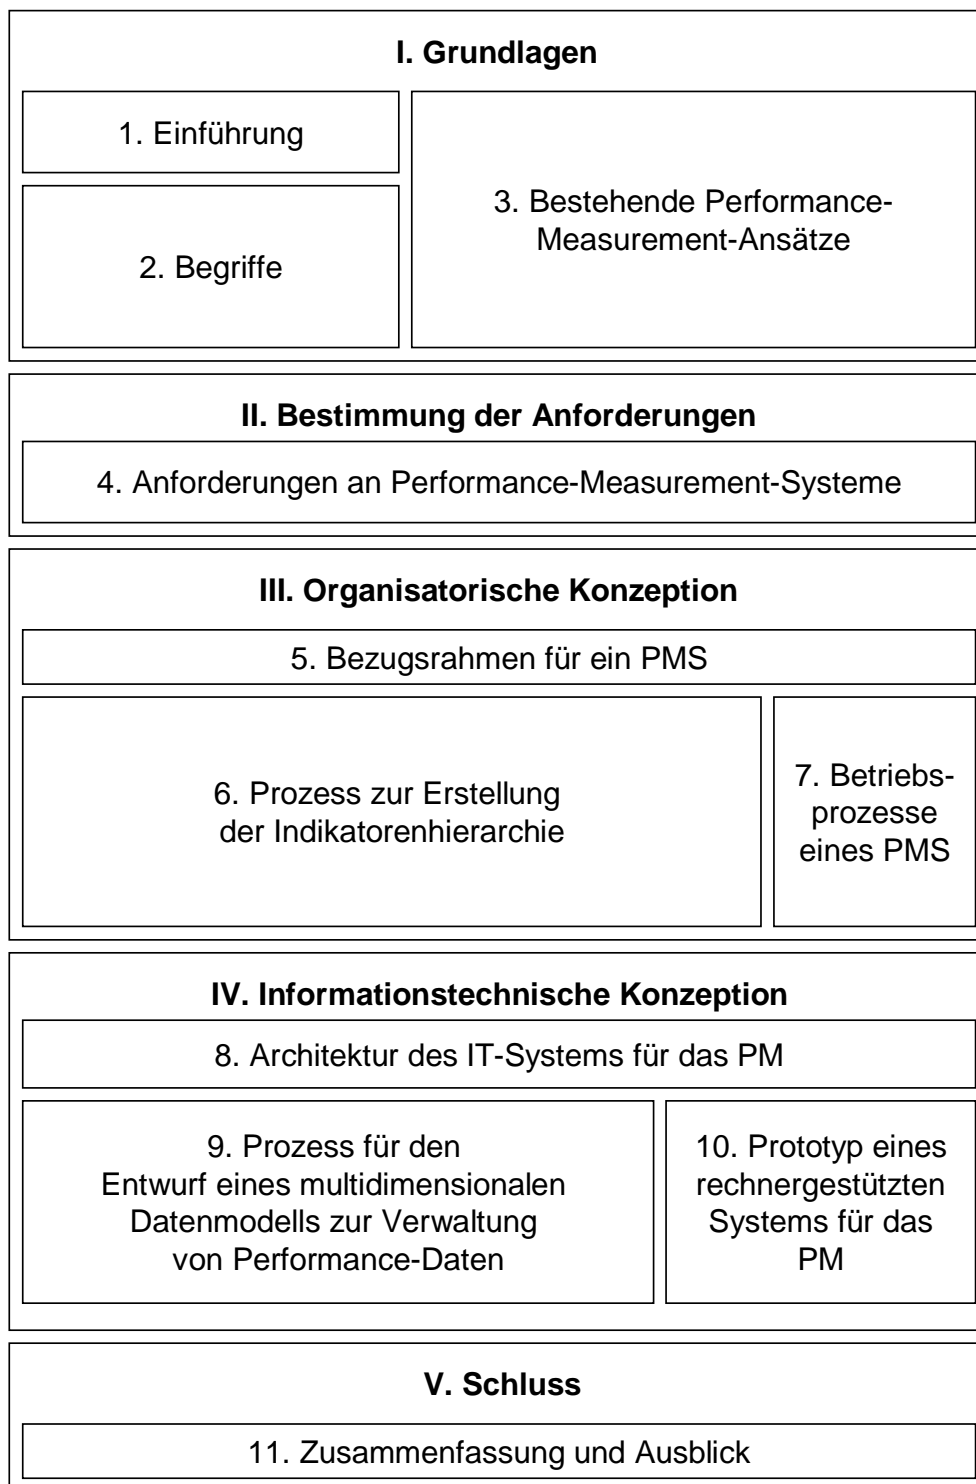 I. Grundlagen
1. Einführung
2. Begriffe
3. Bestehende Performance-
Measurement-Ansätze
II. Bestimmung der Anforderungen
4. Anforderungen an Performance-Measurement-Systeme
III. Organisatorische Konzeption
5. Bezugsrahmen für ein PMS
6. Prozess zur Erstellung
der Indikatorenhierarchie
7. Betriebs-
prozesse
eines PMS
IV. Informationstechnische Konzeption
8. Architektur des IT-Systems für das PM
9. Prozess für den
Entwurf eines multidimensionalen
Datenmodells zur Verwaltung
von Performance-Daten
10. Prototyp eines
rechnergestützten
Systems für das
PM
V. Schluss
11. Zusammenfassung und Ausblick